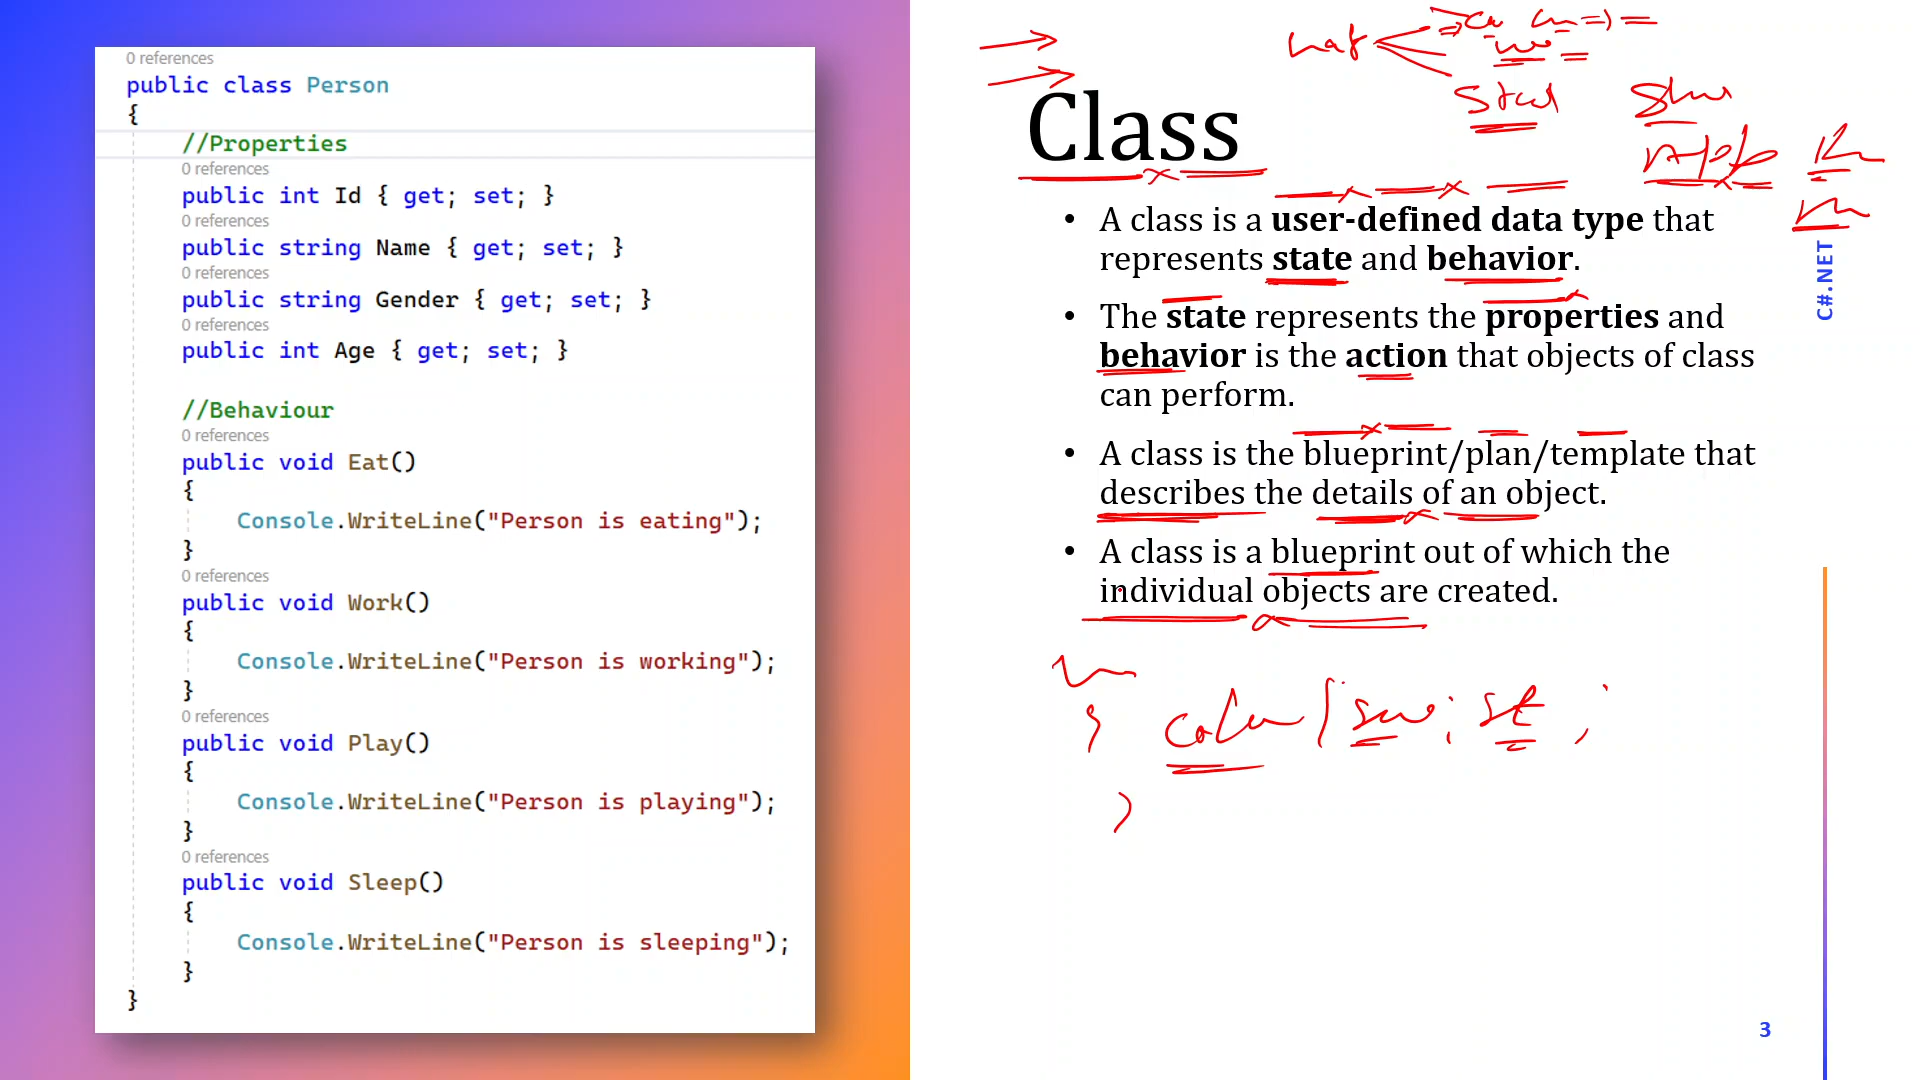 0 references
public class Person
{
//Properties
0 references
public int Id { get; set; }
0 references
public string Name { get; set; }
0 references
public string Gender { get; set; }
0 references
public int Age { get; set; }
//Behaviour
0 references
public void Eat()
{
Console.WriteLine("Person is eating");
}
0 references
public void Work()
{
Console.WriteLine("Person is working");
}
0 references
public void Play()
{
Console.WriteLine("Person is playing");
}
0 references
public void Sleep()
{
Console.WriteLine("Person is sleeping");
}
}
Class
• A class is a user-defined data type that
represents state and behavior.
• The state represents the properties and
behavior is the action that objects of class
can perform.
• A class is the blueprint/plan/template that
describes the details of an object.
• A class is a blueprint out of which the
individual objects are created.
C#.NET
3